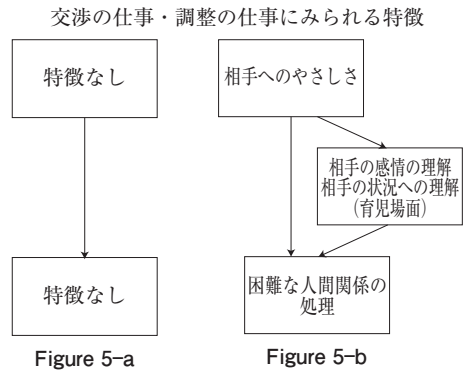 交渉の仕事・調整の仕事にみられる特徴
特徴なし
特徴なし
Figure 5-a
相手へのやさしさ
相手の感情の理解
相手の状況への理解
(育児場面)
困難な人間関係の
処理
Figure 5-b